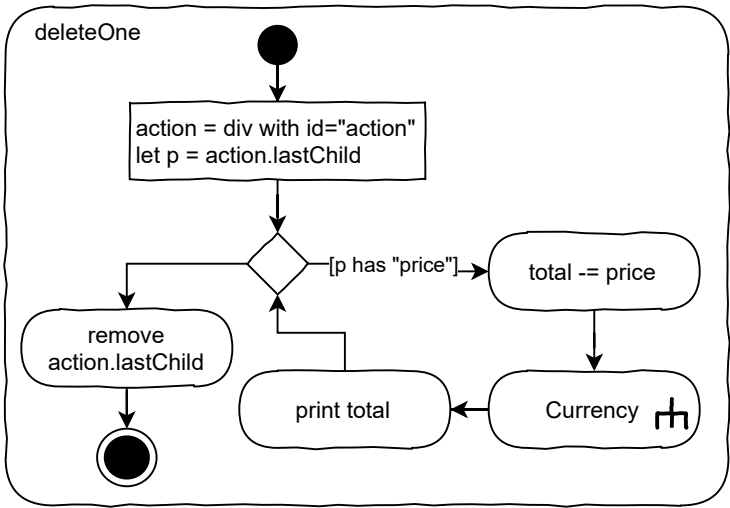 deleteOne
action = div with id="action"
let p = action.lastChild
[p has "price"]
total -= price
remove
action.lastChild
print total
Currency